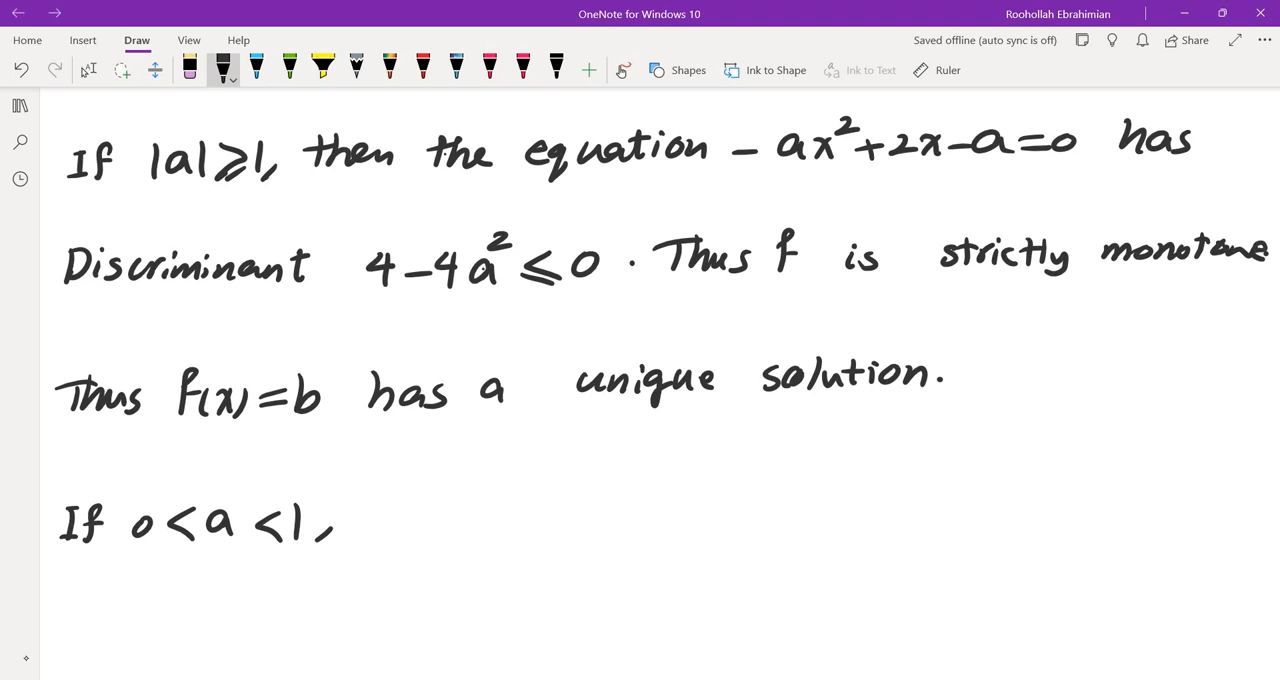 OneNote for Windows 10
Roohollah Ebrahimian
Home Insert Draw View Help
Saved offline (auto sync is off)
Share
Shapes
Ink to Shape
Ink to Text
Ruler
If |a|⩾1, then the equation -ax²+2x-a=0 has
Discriminant 4-4a²⩽0. Thus f is strictly monotone
Thus f(x)=b has a unique solution.
If 0<a<1,